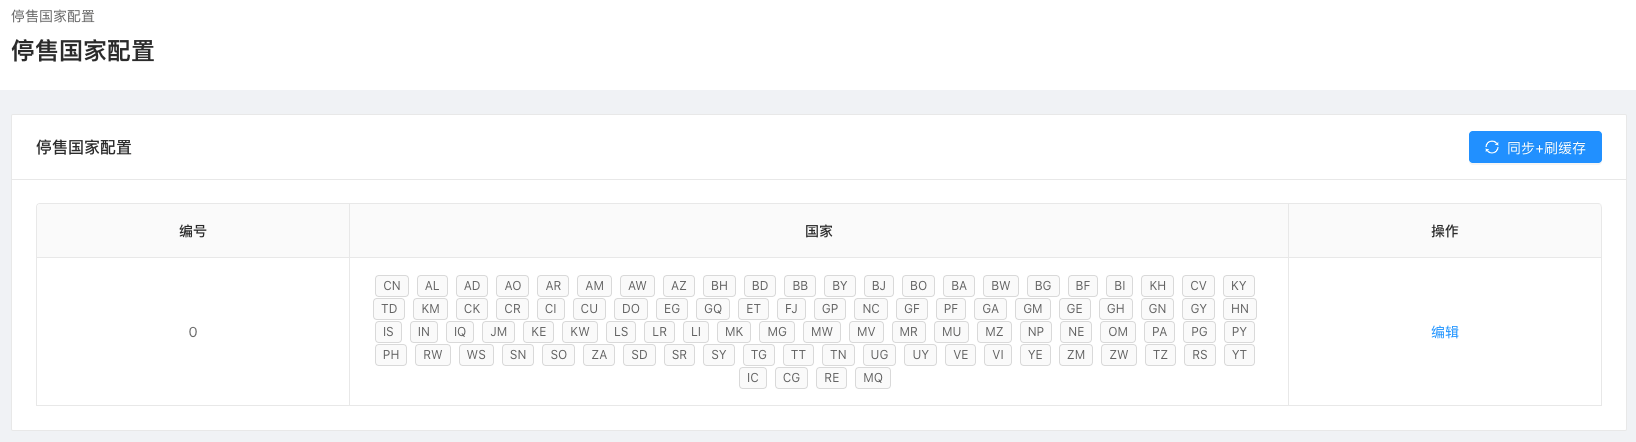 停售国家配置
停售国家配置
停售国家配置
同步+刷缓存
编号 国家 操作
CN AL AD AO AR AM AW AZ BH BD BB BY BJ BO BA BW BG BF BI KH CV KY
TD KM CK CR CI CU DO EG GQ ET FJ GP NC GF PF GA GM GE GH GN GY HN
0
IS IN IQ JM KE KW LS LR LI MK MG MW MV MR MU MZ NP NE OM PA PG PY
编辑
PH RW WS SN SO ZA SD SR SY TG TT TN UG UY VE VI YE ZM ZW TZ RS YT
IC CG RE MQ